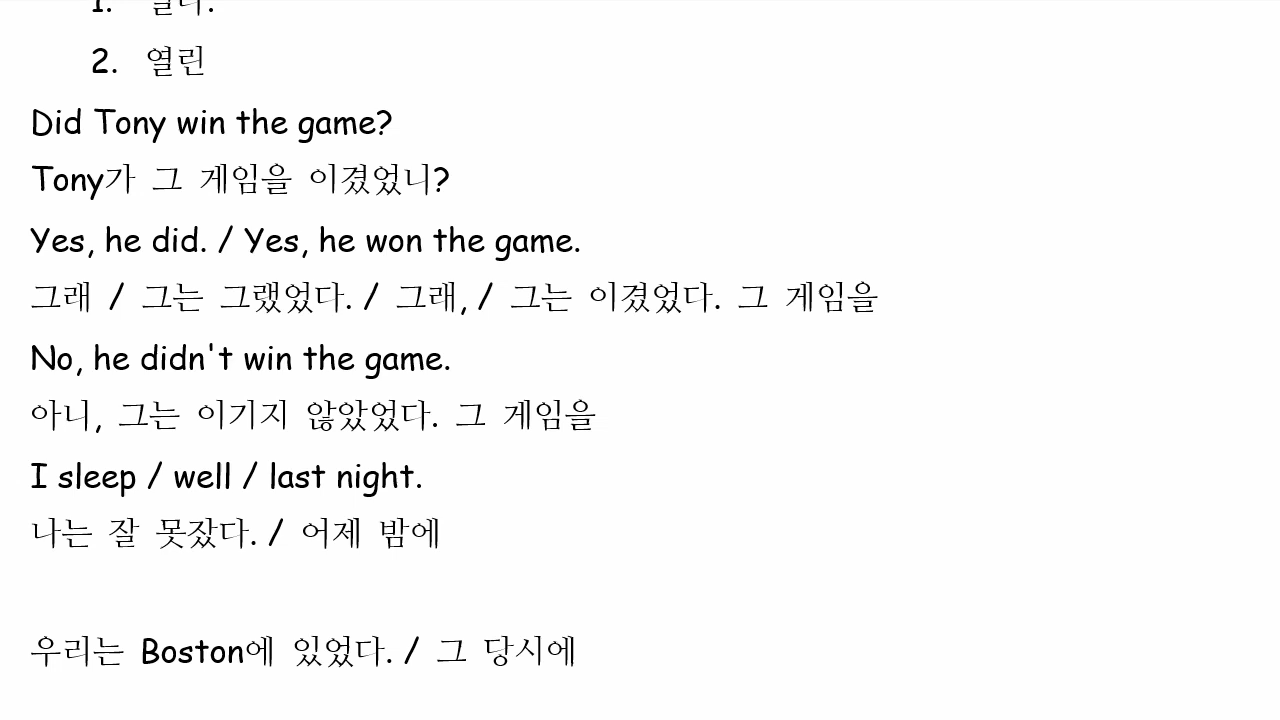 1.
2. 열린
Did Tony win the game?
Tony가 그 게임을 이겼었니?
Yes, he did. / Yes, he won the game.
그래 / 그는 그랬었다. / 그래, / 그는 이겼었다. 그 게임을
No, he didn't win the game.
아니, 그는 이기지 않았었다. 그 게임을
I sleep / well / last night.
나는 잘 못잤다. / 어제 밤에
우리는 Boston에 있었다. / 그 당시에